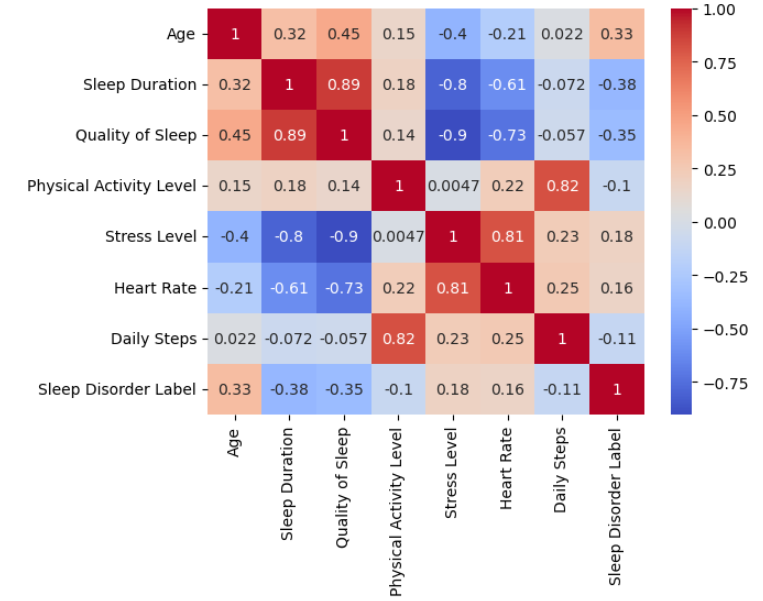 1.00
Age 1 0.32 0.45 0.15 -0.4 -0.21 0.022 0.33
0.75
Sleep Duration 0.32 1 0.89 0.18 -0.8 -0.61 -0.072 -0.38
Quality of Sleep 0.45 0.89 1 0.14 -0.9 -0.73 -0.057 -0.35
0.50
0.25
Physical Activity Level 0.15 0.18 0.14 1 0.0047 0.22 0.82 -0.1
0.00
Stress Level -0.4 -0.8 -0.9 0.0047 1 0.81 0.23 0.18
−0.25
Heart Rate -0.21 -0.61 -0.73 0.22 0.81 1 0.25 0.16
−0.50
Daily Steps 0.022 -0.072 -0.057 0.82 0.23 0.25 1 -0.11
−0.75
Sleep Disorder Label 0.33 -0.38 -0.35 -0.1 0.18 0.16 -0.11 1
Age
Sleep Duration
Quality of Sleep
Physical Activity Level
Stress Level
Heart Rate
Daily Steps
Sleep Disorder Label